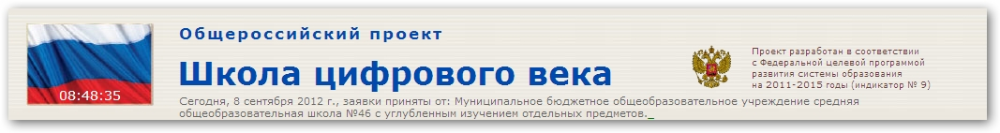 Общероссийский проект
Школа цифрового века
08:48:35
Сегодня, 8 сентября 2012 г., заявки приняты от: Муниципальное бюджетное общеобразовательное учреждение средняя
общеобразовательная школа №46 с углубленным изучением отдельных предметов._
Проект разработан в соответствии
с Федеральной целевой программой
развития системы образования
на 2011-2015 годы (индикатор № 9)